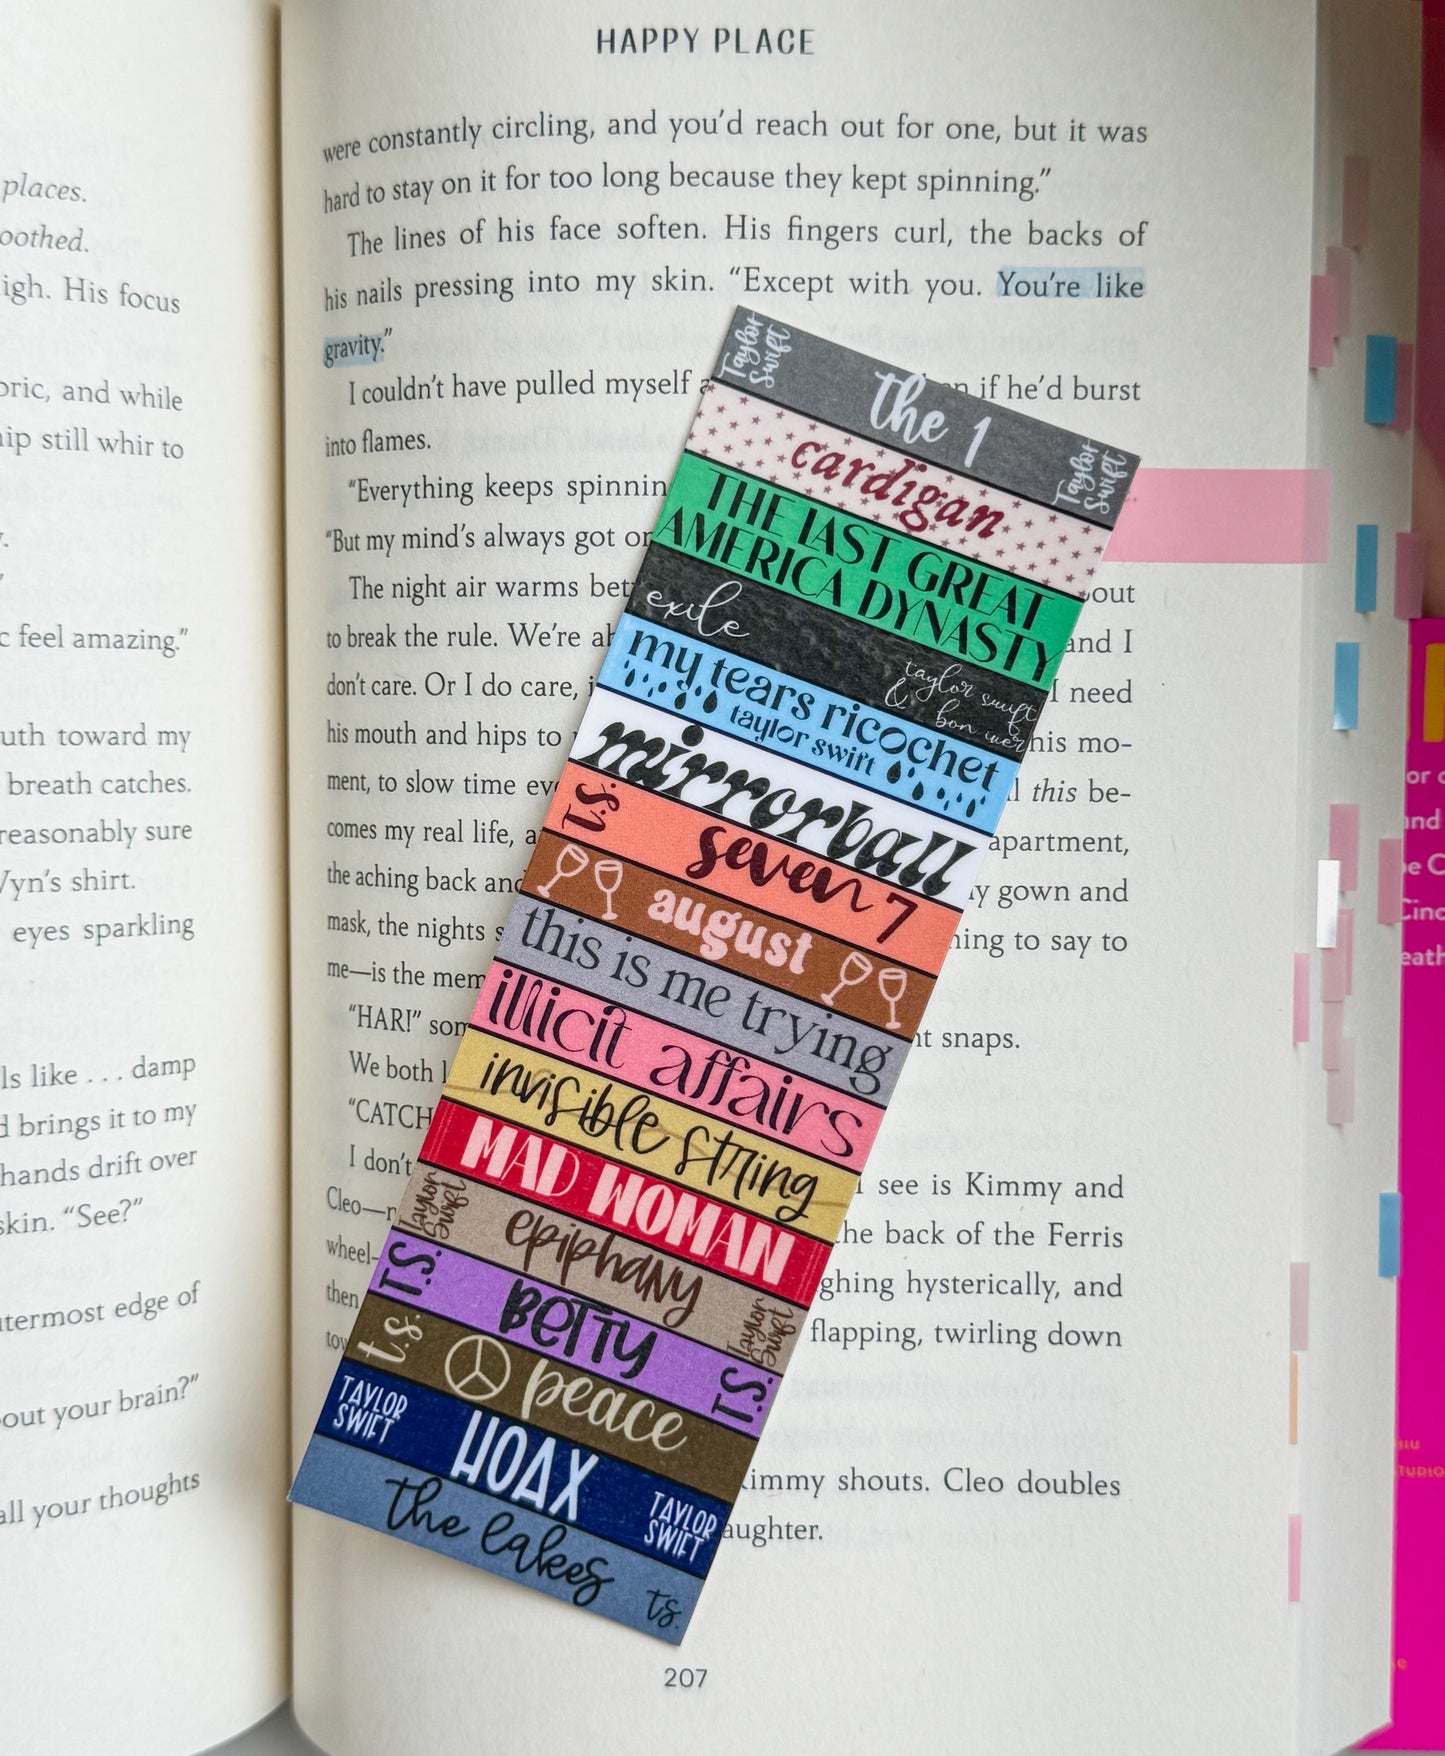 places.
oothed.
igh. His focus
oric, and while
ip still whir to
c feel amazing."
uth toward my
breath catches.
reasonably sure
yn's shirt.
eyes sparkling
ls like . . . damp
d brings it to my
hands drift over
skin. "See?"
termost edge of
out your brain?"
all your thoughts
HAPPY PLACE
were constantly circling, and you'd reach out for one, but it was
hard to stay on it for too long because they kept spinning."
The lines of his face soften. His fingers curl, the backs of
his nails pressing into my skin. "Except with you. You're like
gravity."
I couldn't have pulled myself if he'd burst
into flames.
"Everything keeps spinnin
"But my mind's always got
The night air warms bet out
to break the rule. We're and I
don't care. Or I do care, I need
his mouth and hips to his mo-
ment, to slow time eve this be-
comes my real life, a apartment,
the aching back and y gown and
mask, the nights hing to say to
me—is the mem
"HAR!" som nt snaps.
We both
"CATCH
I don't see is Kimmy and
Cleo— the back of the Ferris
wheel- ghing hysterically, and
then flapping, twirling down
tow
immy shouts. Cleo doubles
aughter.
207
Taylor Swift
the 1
Taylor Swift
cardigan
THE LAST GREAT
AMERICA DYNASTY
exile
taylor swift
& bon iver
my tears ricochet
taylor swift
mirrorball
t.s.
seven 7
august
this is me trying
illicit affairs
invisible string
MAD WOMAN
Taylor Swift
epiphany
Taylor Swift
T.S.
BETTY
T.S.
t.s.
peace
TAYLOR SWIFT
HOAX
TAYLOR SWIFT
the lakes
t.s.
and